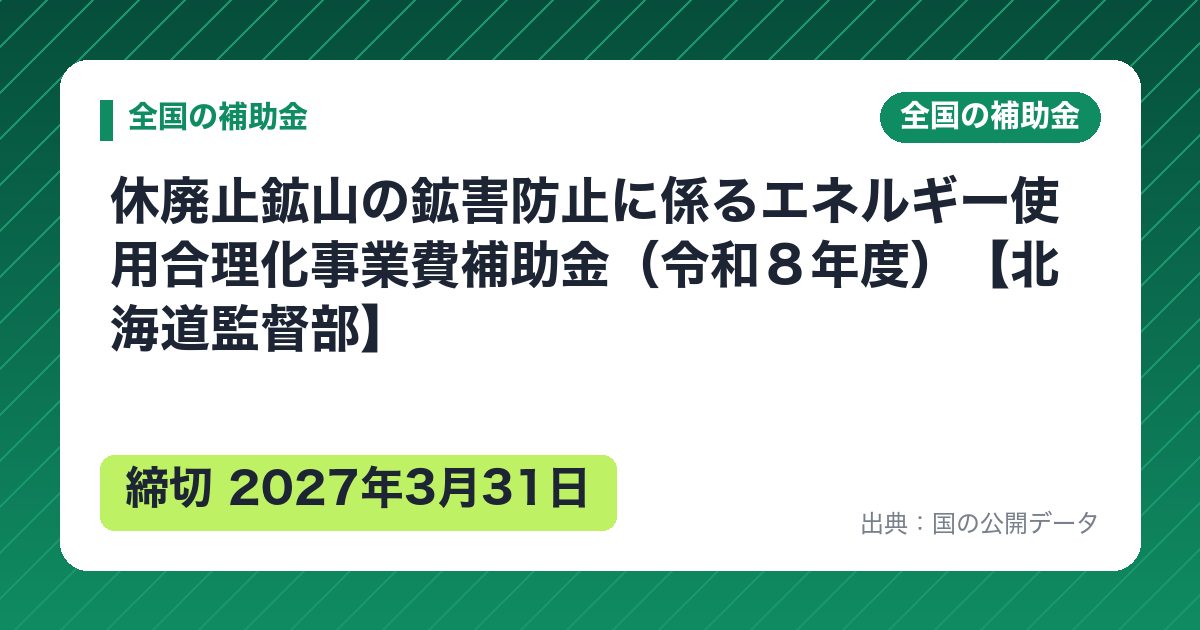 全国の補助金
全国の補助金
休廃止鉱山の鉱害防止に係るエネルギー使
用合理化事業費補助金（令和８年度）【北
海道監督部】
締切 2027年3月31日
出典：国の公開データ